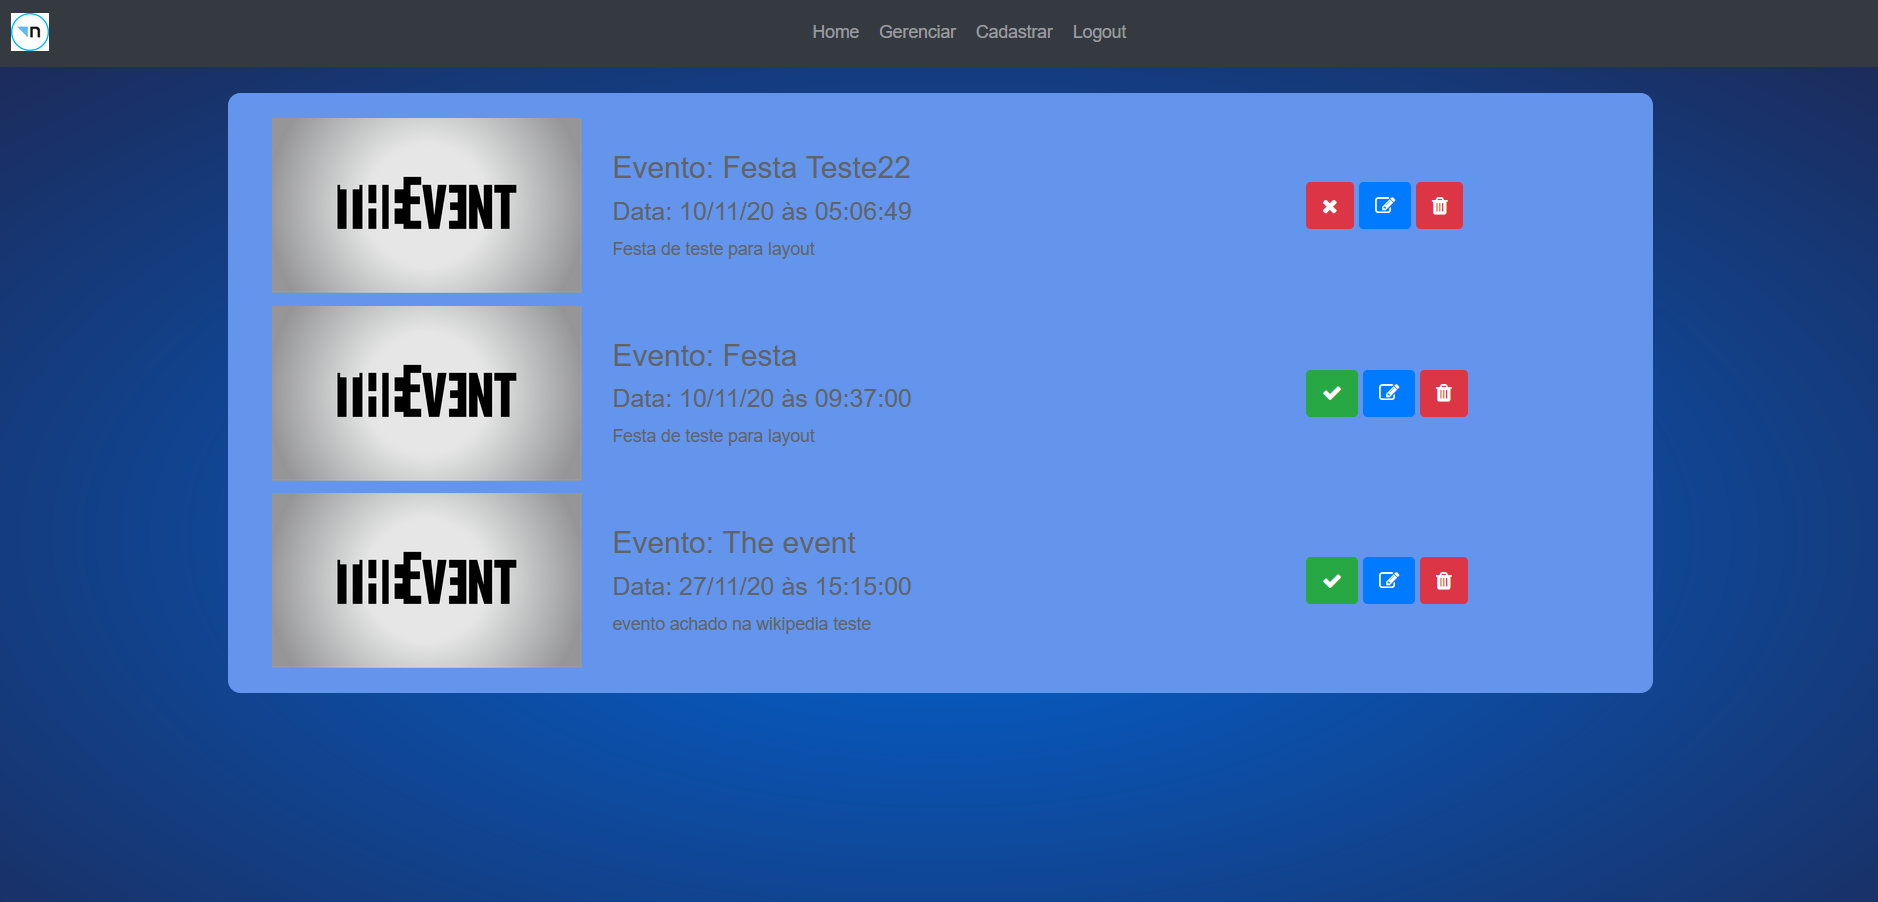 n
Home Gerenciar Cadastrar Logout
THE EVENT
Evento: Festa Teste22
Data: 10/11/20 às 05:06:49
Festa de teste para layout
THE EVENT
Evento: Festa
Data: 10/11/20 às 09:37:00
Festa de teste para layout
THE EVENT
Evento: The event
Data: 27/11/20 às 15:15:00
evento achado na wikipedia teste